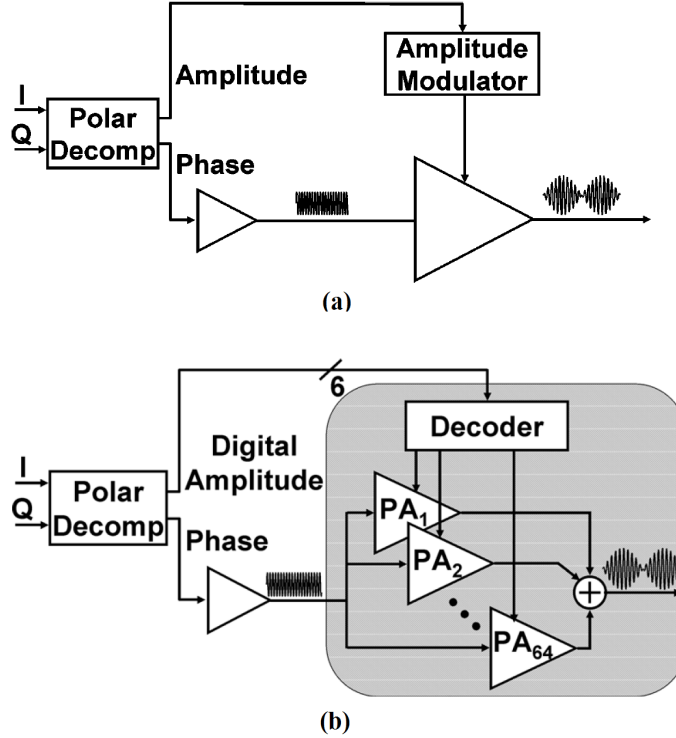 Amplitude
Modulator
Amplitude
I
Q
Polar
Decomp
Phase
(a)
6
Decoder
Digital
Amplitude
I
Q
Polar
Decomp
Phase
PA1
PA2
PA64
+
(b)